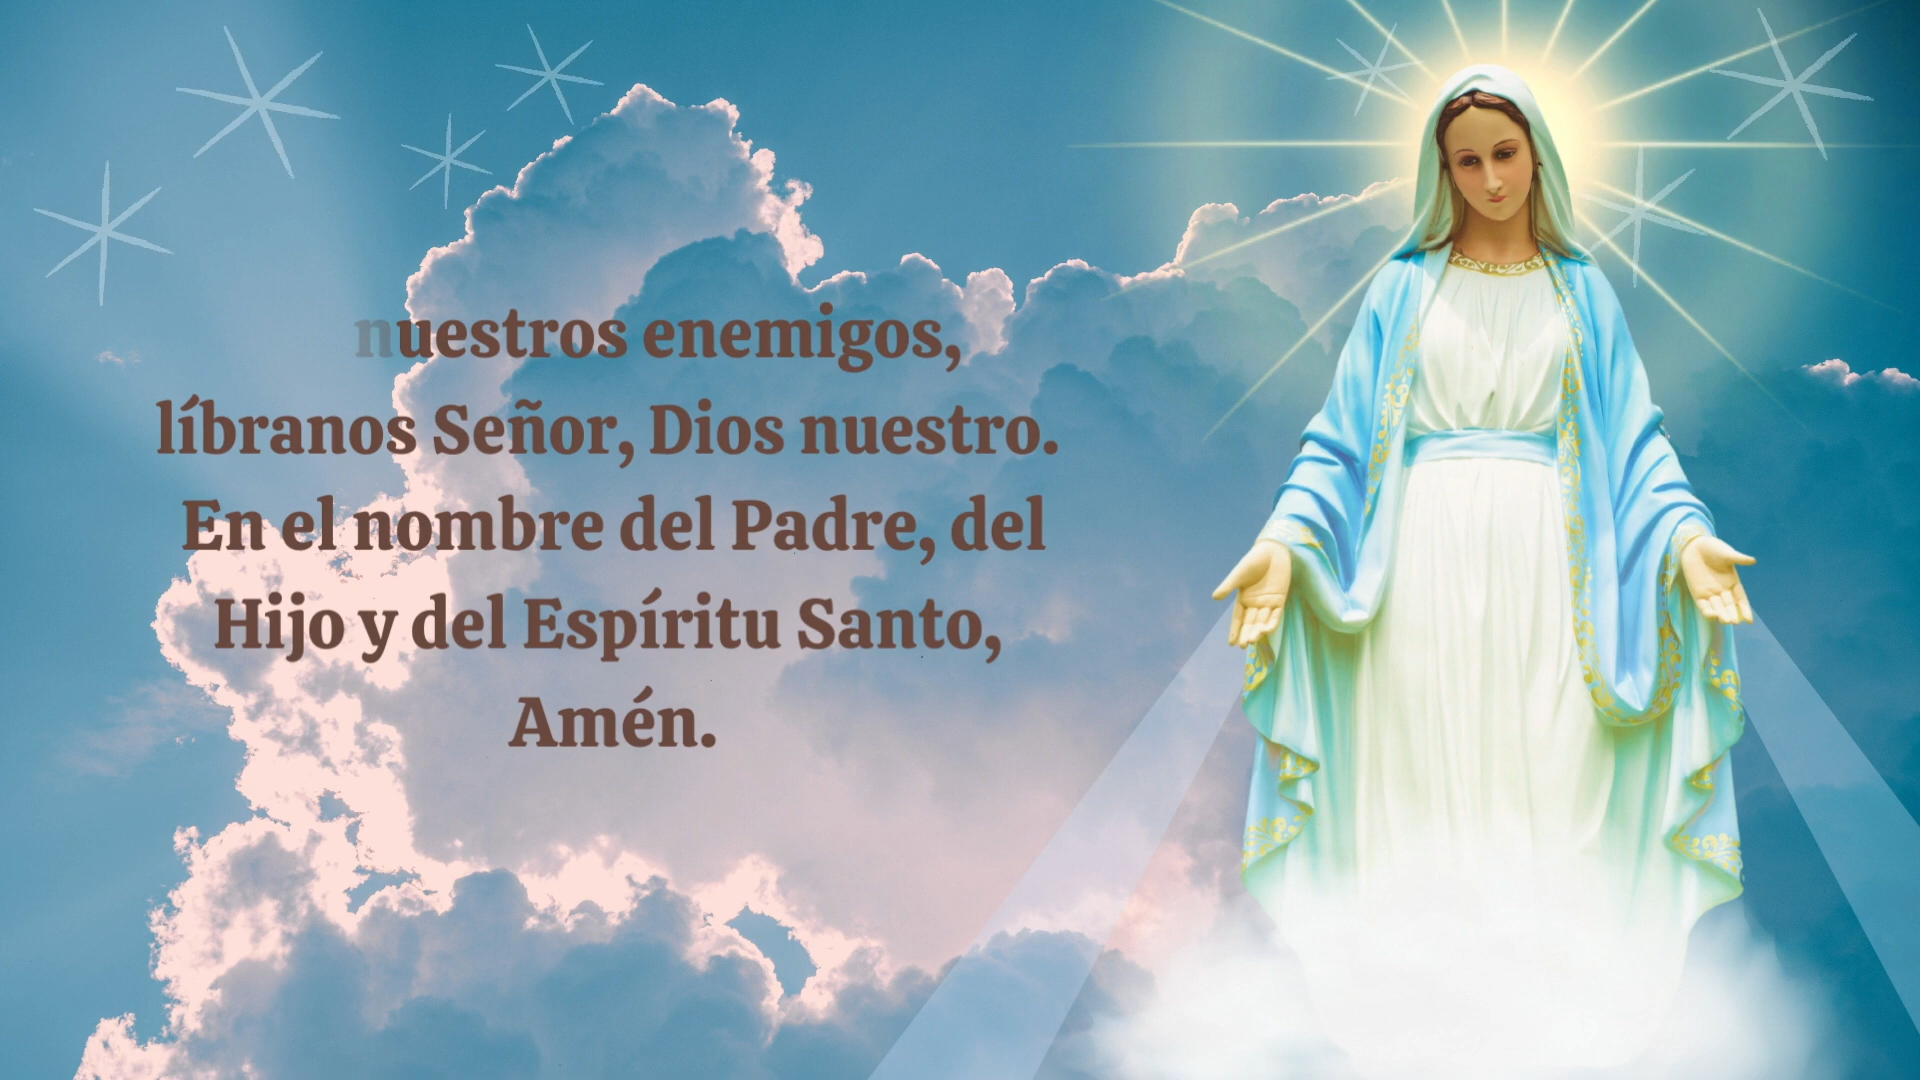 nuestros enemigos,
líbranos Señor, Dios nuestro.
En el nombre del Padre, del
Hijo y del Espíritu Santo,
Amén.